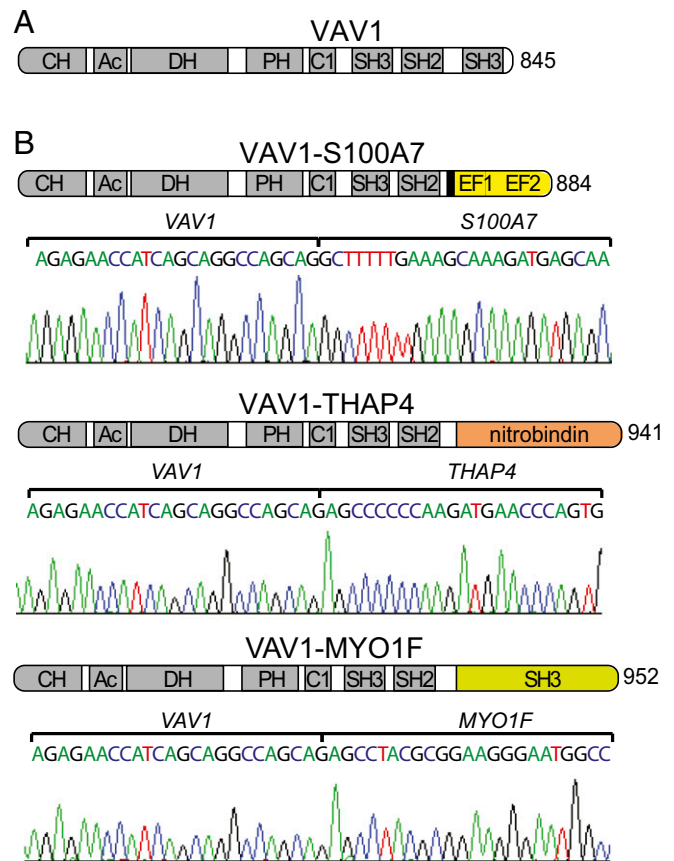 A
VAV1
CH Ac DH PH C1 SH3 SH2 SH3 845
B
VAV1-S100A7
CH Ac DH PH C1 SH3 SH2 EF1 EF2 884
VAV1 S100A7
AGAGAACCATCAGCAGGCCAGCAGGCTTTTTGAAAGCAAAGATGAGCAA
VAV1-THAP4
CH Ac DH PH C1 SH3 SH2 nitrobindin 941
VAV1 THAP4
AGAGAACCATCAGCAGGCCAGCAGAGCCCCCCAAGATGAACCCAGTG
VAV1-MYO1F
CH Ac DH PH C1 SH3 SH2 SH3 952
VAV1 MYO1F
AGAGAACCATCAGCAGGCCAGCAGAGCCTACGCGGAAGGGAATGGCC